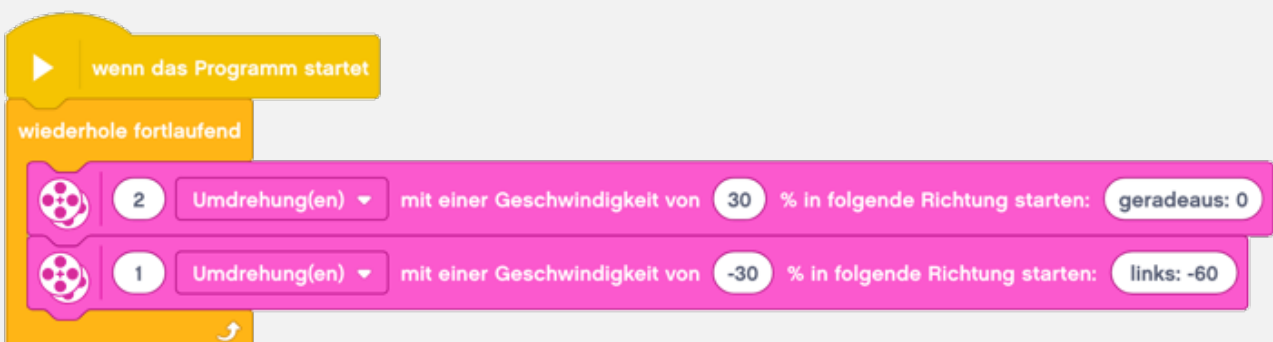 wenn das Programm startet
wiederhole fortlaufend
2 Umdrehung(en) mit einer Geschwindigkeit von 30 % in folgende Richtung starten: geradeaus: 0
1 Umdrehung(en) mit einer Geschwindigkeit von -30 % in folgende Richtung starten: links: -60